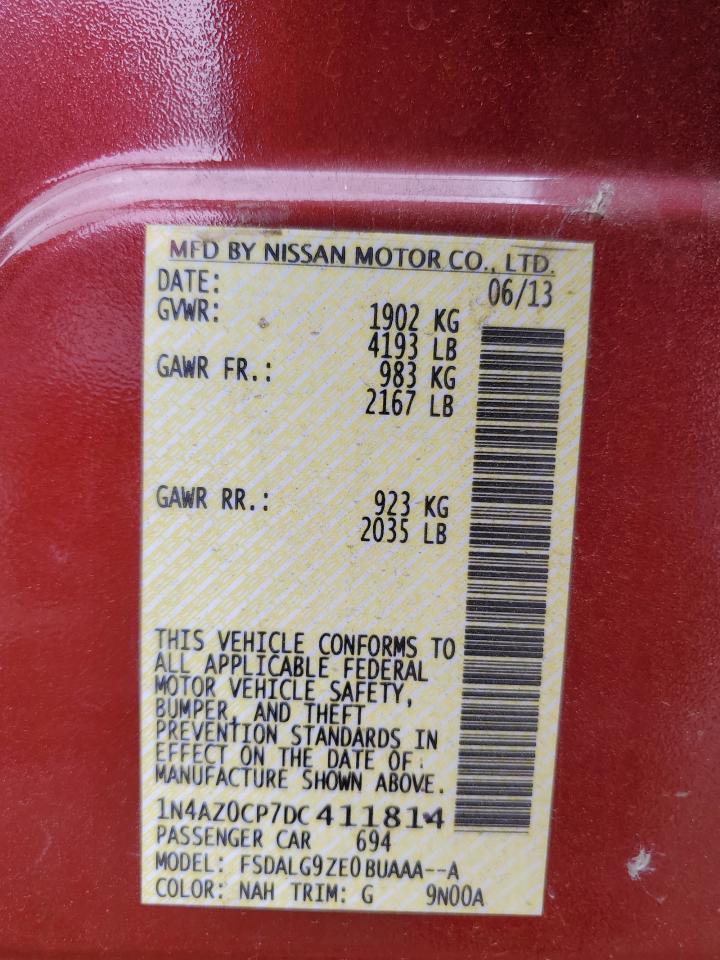 MFD BY NISSAN MOTOR CO., LTD.
DATE: 06/13
GVWR: 1902 KG
4193 LB
GAWR FR.: 983 KG
2167 LB
GAWR RR.: 923 KG
2035 LB
THIS VEHICLE CONFORMS TO
ALL APPLICABLE FEDERAL
MOTOR VEHICLE SAFETY,
BUMPER, AND THEFT
PREVENTION STANDARDS IN
EFFECT ON THE DATE OF
MANUFACTURE SHOWN ABOVE.
1N4AZ0CP7DC411814
PASSENGER CAR 694
MODEL: FSDALG9ZE0BUAAA--A
COLOR: NAH TRIM: G 9N00A